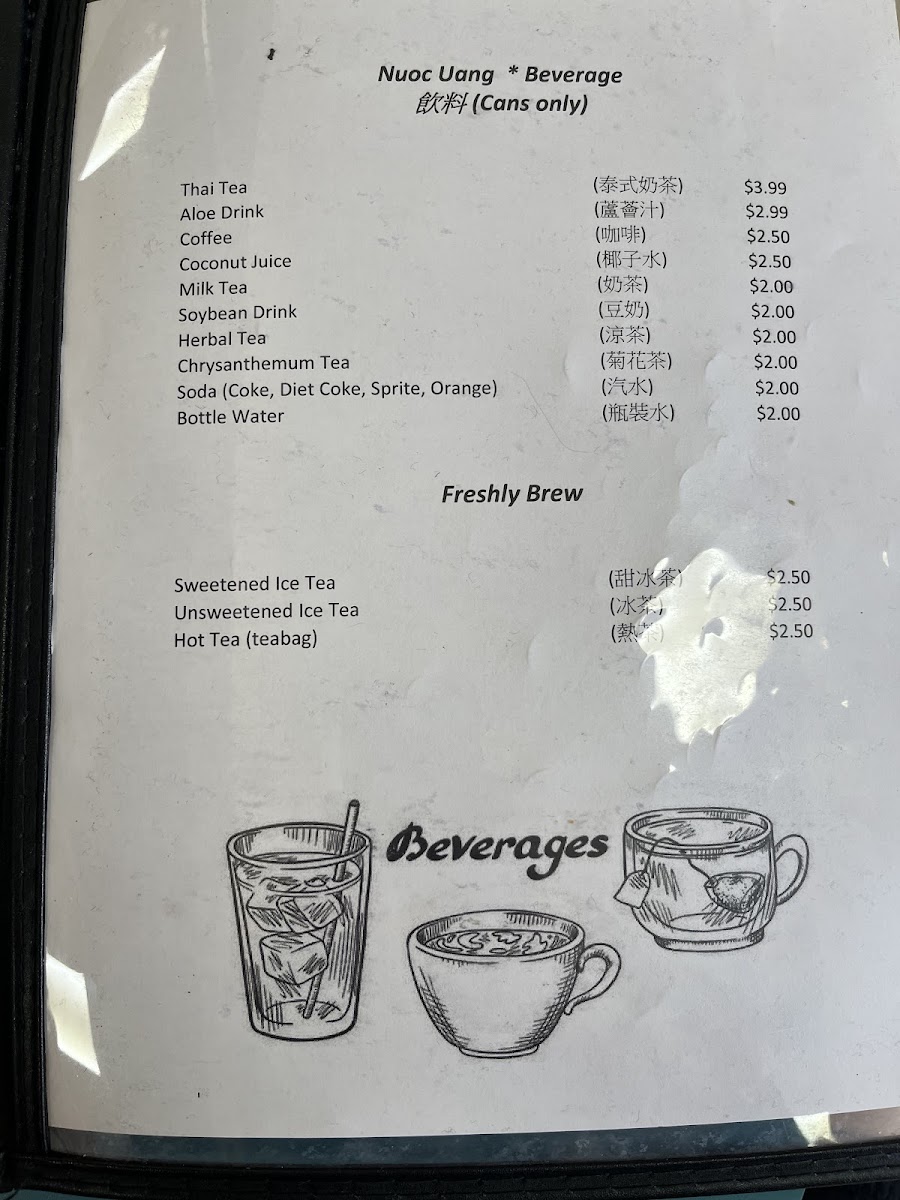 Nuoc Uang * Beverage
飲料 (Cans only)
Thai Tea (泰式奶茶) $3.99
Aloe Drink (蘆薈汁) $2.99
Coffee (咖啡) $2.50
Coconut Juice (椰子水) $2.50
Milk Tea (奶茶) $2.00
Soybean Drink (豆奶) $2.00
Herbal Tea (涼茶) $2.00
Chrysanthemum Tea (菊花茶) $2.00
Soda (Coke, Diet Coke, Sprite, Orange) (汽水) $2.00
Bottle Water (瓶裝水) $2.00
Freshly Brew
Sweetened Ice Tea (甜冰茶) $2.50
Unsweetened Ice Tea (冰茶) $2.50
Hot Tea (teabag) (熱茶) $2.50
Beverages